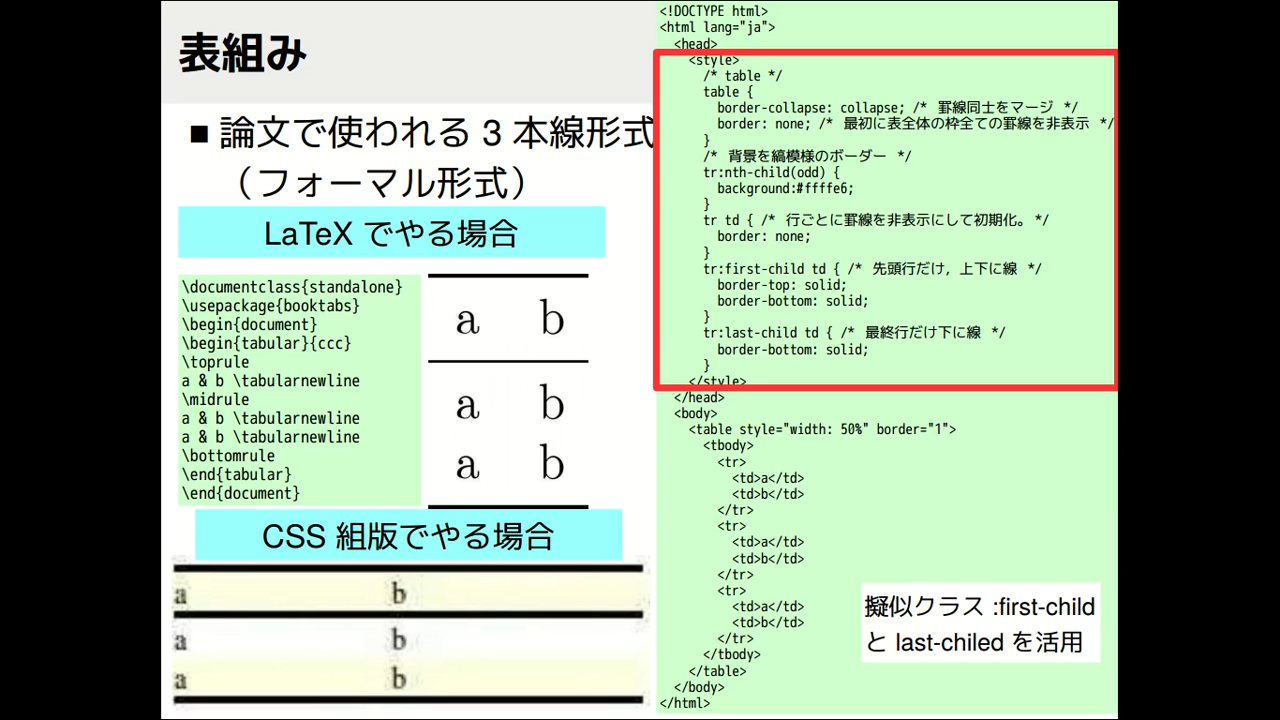 表組み
■ 論文で使われる 3 本線形式
（フォーマル形式）
LaTeX でやる場合
\documentclass{standalone}
\usepackage{booktabs}
\begin{document}
\begin{tabular}{ccc}
\toprule
a & b \tabularnewline
\midrule
a & b \tabularnewline
a & b \tabularnewline
\bottomrule
\end{tabular}
\end{document}
a b
a b
a b
CSS 組版でやる場合
a b
a b
a b
<!DOCTYPE html>
<html lang="ja">
<head>
<style>
/* table */
table {
border-collapse: collapse; /* 罫線同士をマージ */
border: none; /* 最初に表全体の枠全ての罫線を非表示 */
}
/* 背景を縞模様のボーダー */
tr:nth-child(odd) {
background:#ffffe6;
}
tr td { /* 行ごとに罫線を非表示にして初期化。*/
border: none;
}
tr:first-child td { /* 先頭行だけ，上下に線 */
border-top: solid;
border-bottom: solid;
}
tr:last-child td { /* 最終行だけ下に線 */
border-bottom: solid;
}
</style>
</head>
<body>
<table style="width: 50%" border="1">
<tbody>
<tr>
<td>a</td>
<td>b</td>
</tr>
<tr>
<td>a</td>
<td>b</td>
</tr>
<tr>
<td>a</td>
<td>b</td>
</tr>
</tbody>
</table>
</body>
</html>
擬似クラス :first-child
と last-chiled を活用